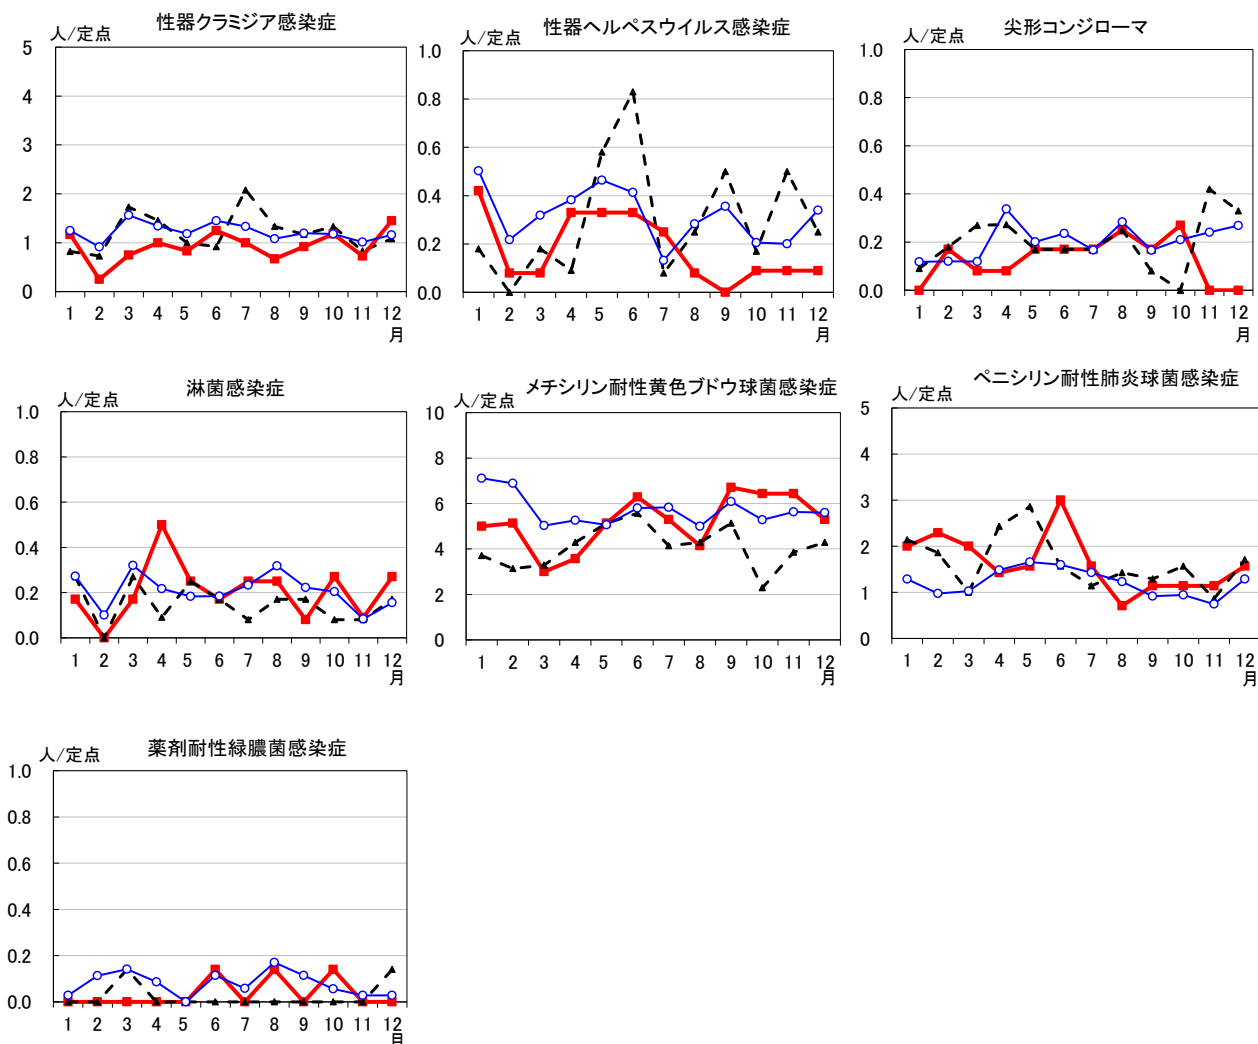 性器クラミジア感染症
人/定点
5
4
3
2
1
0
1 2 3 4 5 6 7 8 9 10 11 12
月
性器ヘルペスウイルス感染症
人/定点
1.0
0.8
0.6
0.4
0.2
0.0
1 2 3 4 5 6 7 8 9 10 11 12
月
尖形コンジローマ
人/定点
1.0
0.8
0.6
0.4
0.2
0.0
1 2 3 4 5 6 7 8 9 10 11 12
月
淋菌感染症
人/定点
1.0
0.8
0.6
0.4
0.2
0.0
1 2 3 4 5 6 7 8 9 10 11 12
月
メチシリン耐性黄色ブドウ球菌感染症
人/定点
10
8
6
4
2
0
1 2 3 4 5 6 7 8 9 10 11 12
月
ペニシリン耐性肺炎球菌感染症
人/定点
5
4
3
2
1
0
1 2 3 4 5 6 7 8 9 10 11 12
月
薬剤耐性緑膿菌感染症
人/定点
1.0
0.8
0.6
0.4
0.2
0.0
1 2 3 4 5 6 7 8 9 10 11 12
月